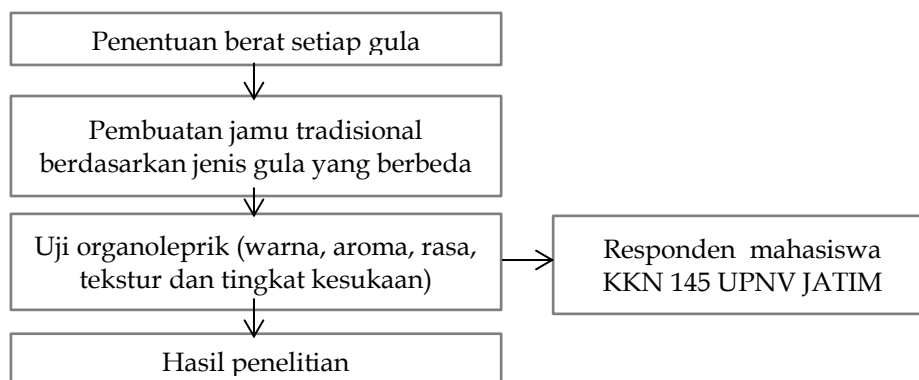 Penentuan berat setiap gula
Pembuatan jamu tradisional
berdasarkan jenis gula yang berbeda
Uji organoleprik (warna, aroma, rasa,
tekstur dan tingkat kesukaan)
Responden mahasiswa
KKN 145 UPNV JATIM
Hasil penelitian